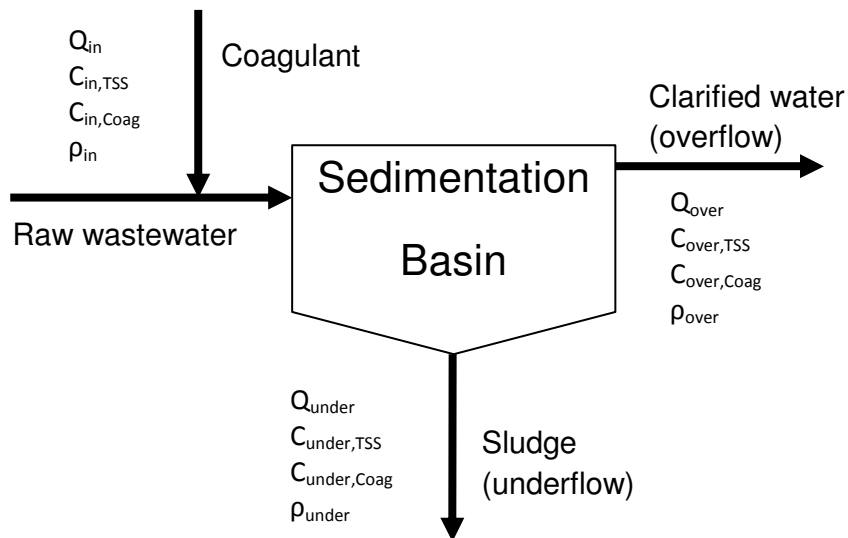 Q_in
C_in,TSS
C_in,Coag
ρ_in
Coagulant
Raw wastewater
Sedimentation
Basin
Clarified water
(overflow)
Q_over
C_over,TSS
C_over,Coag
ρ_over
Q_under
C_under,TSS
C_under,Coag
ρ_under
Sludge
(underflow)